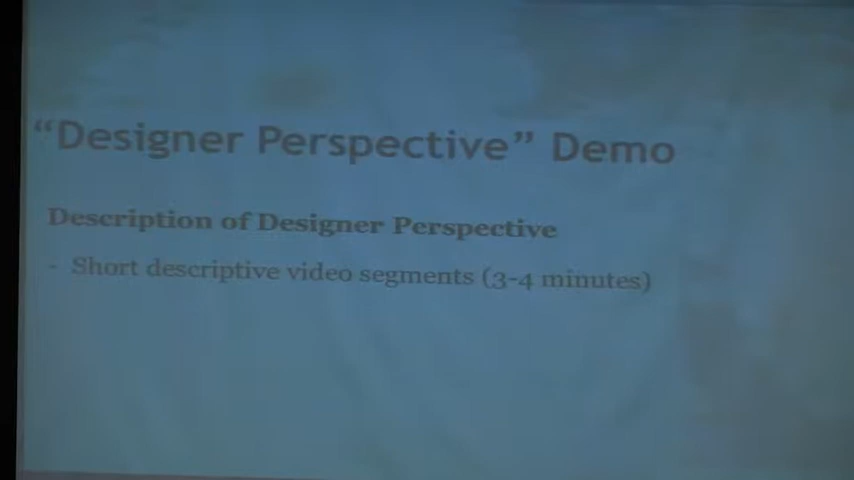 “Designer Perspective” Demo
Description of Designer Perspective
- Short descriptive video segments (3-4 minutes)